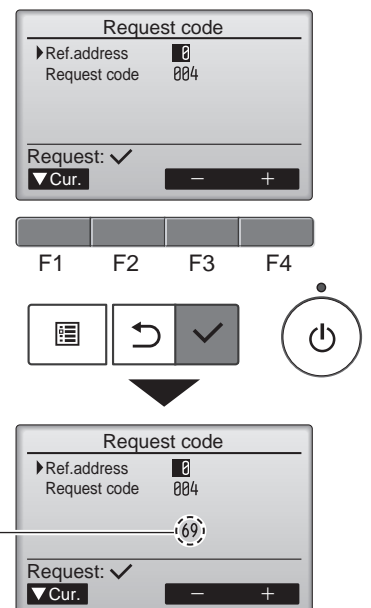 Request code
Ref.address 0
Request code 004
Request: ✓
▼Cur. − +
F1 F2 F3 F4
Request code
Ref.address 0
Request code 004
69
Request: ✓
▼Cur. − +